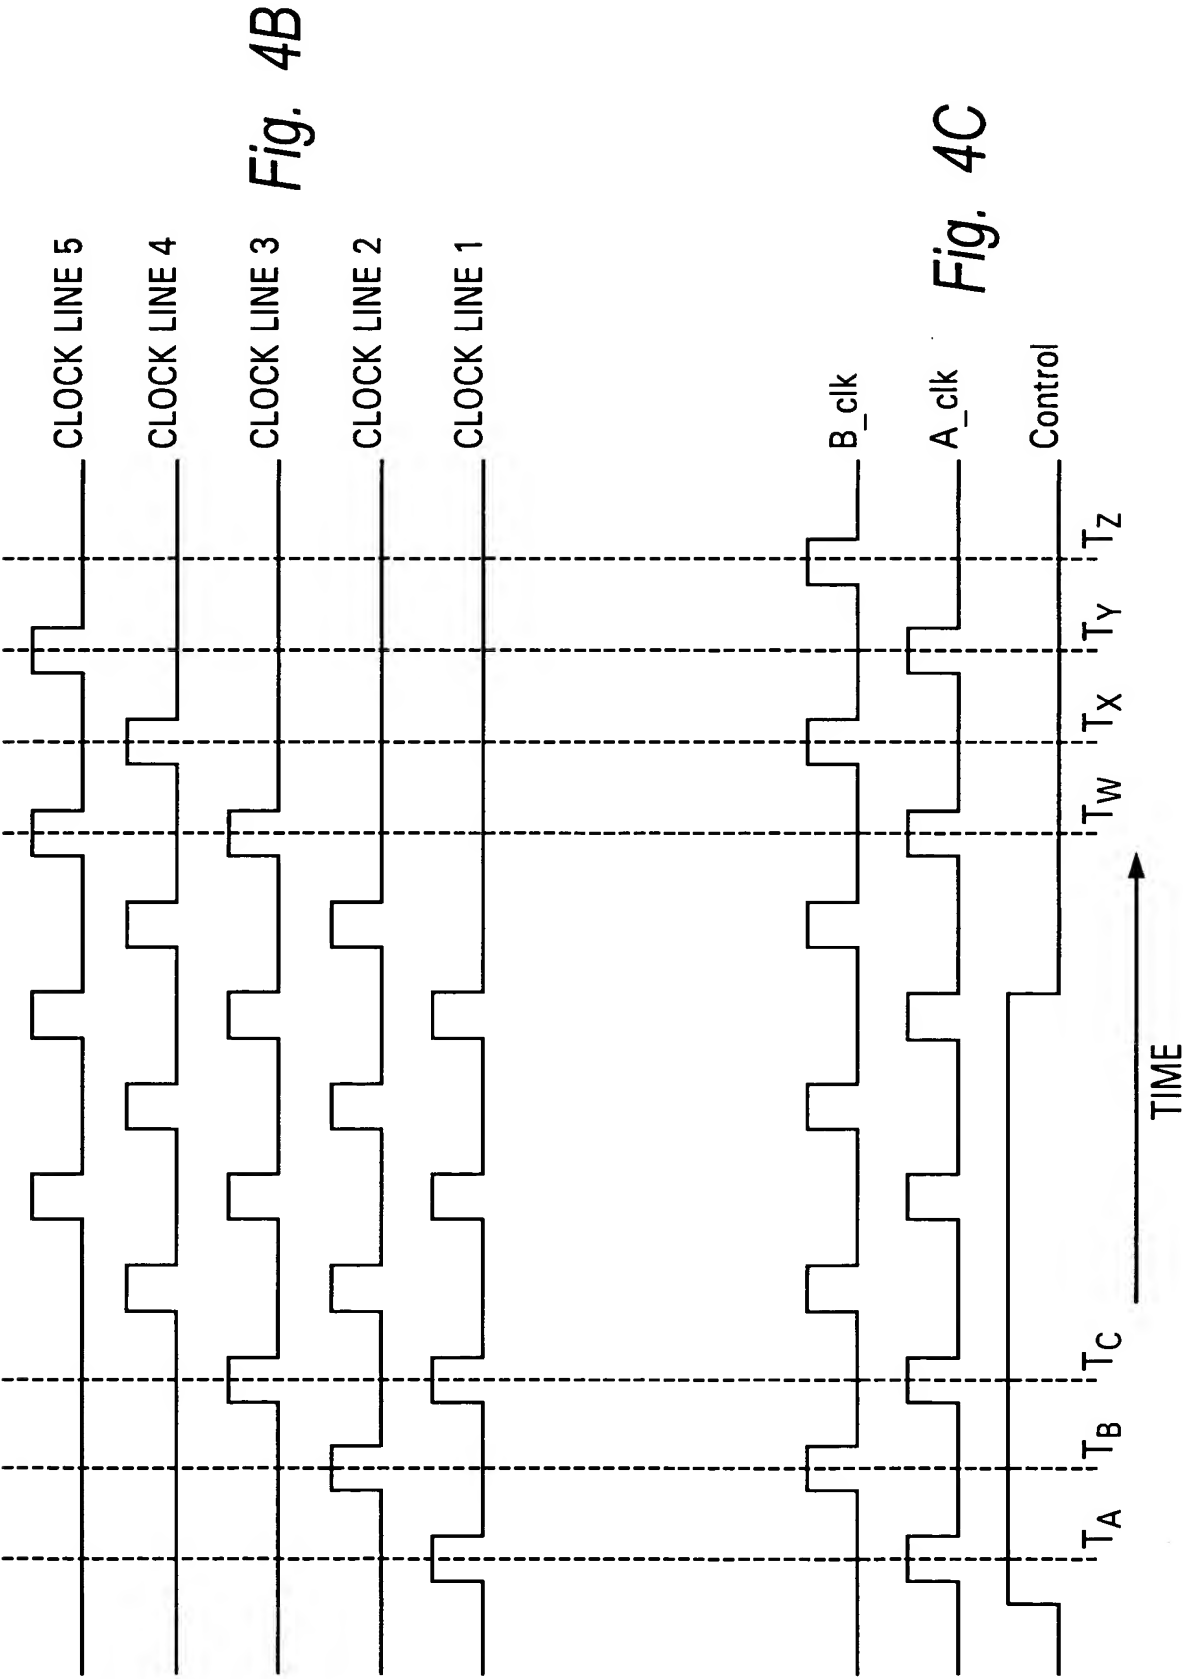 CLOCK LINE 5
CLOCK LINE 4
CLOCK LINE 3
CLOCK LINE 2
CLOCK LINE 1
Fig. 4B
B_clk
A_clk
Control
Fig. 4C
TA TB TC TW TX TY TZ
TIME